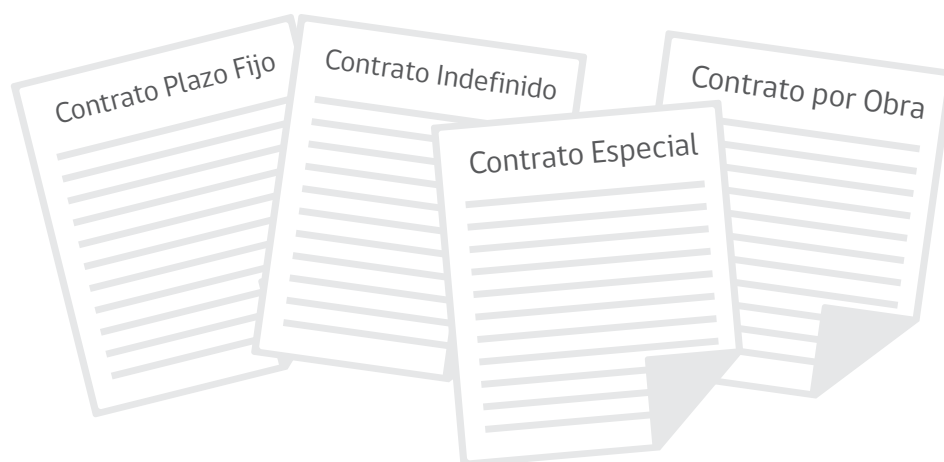 Contrato Plazo Fijo
Contrato Indefinido
Contrato Especial
Contrato por Obra